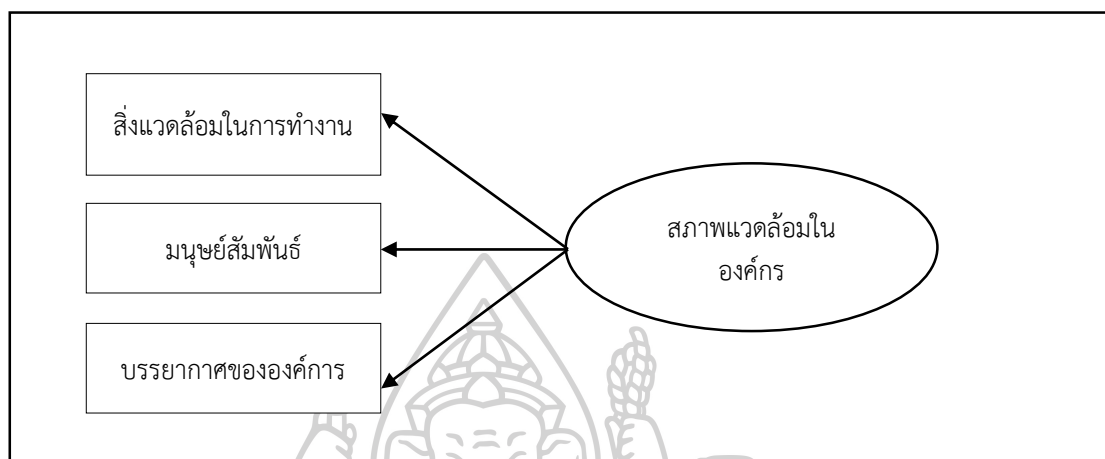 สิ่งแวดล้อมในการทำงาน
มนุษย์สัมพันธ์
บรรยากาศขององค์การ
สภาพแวดล้อมใน
องค์กร